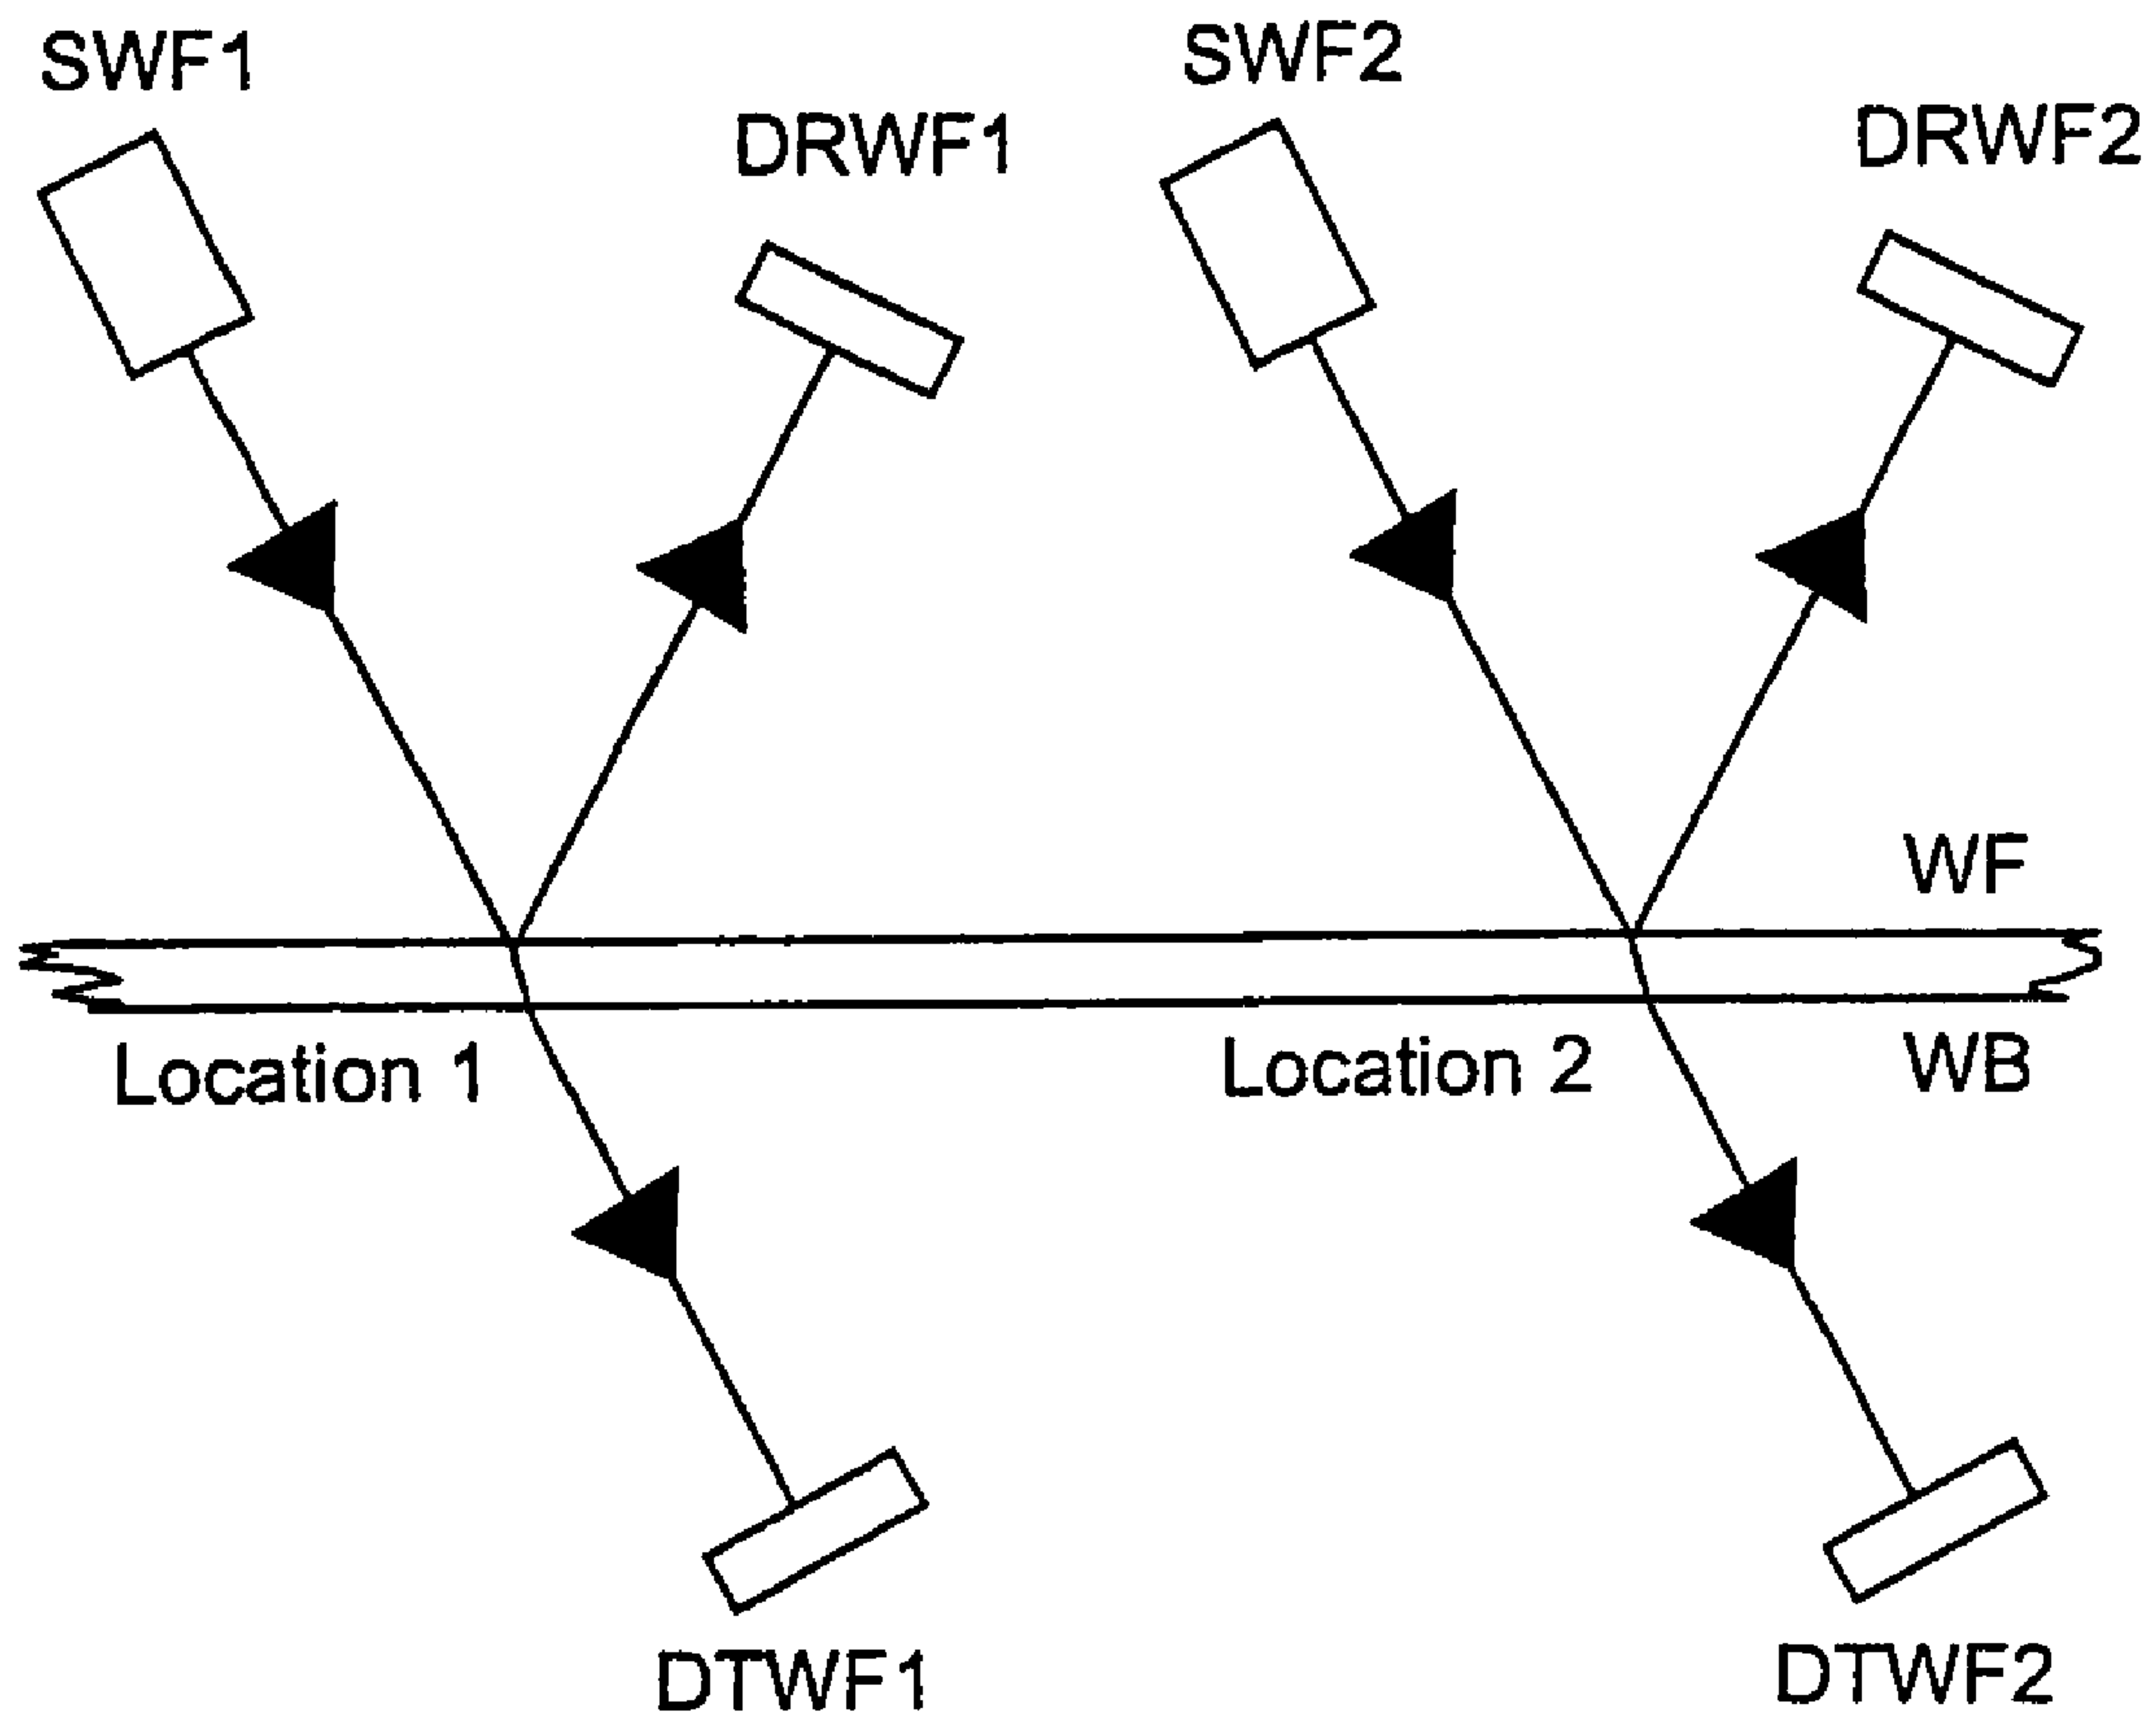 SWF1
SWF2
DRWF1
DRWF2
WF
Location 1
Location 2
WB
DTWF1
DTWF2